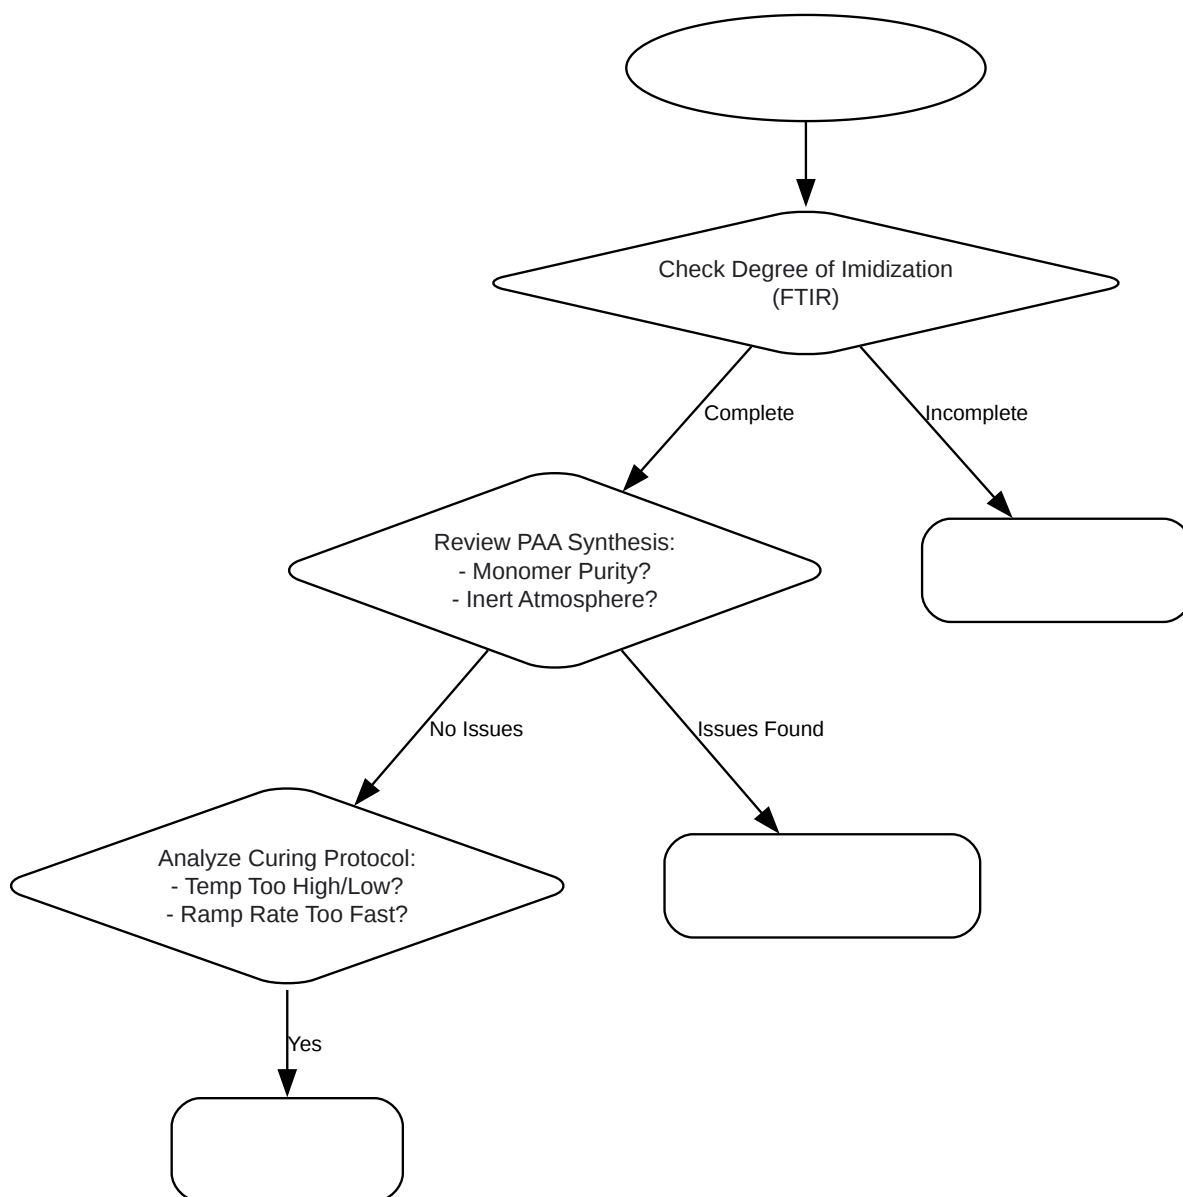 Check Degree of Imidization
(FTIR)
Complete
Incomplete
Review PAA Synthesis:
- Monomer Purity?
- Inert Atmosphere?
No Issues
Issues Found
Analyze Curing Protocol:
- Temp Too High/Low?
- Ramp Rate Too Fast?
Yes